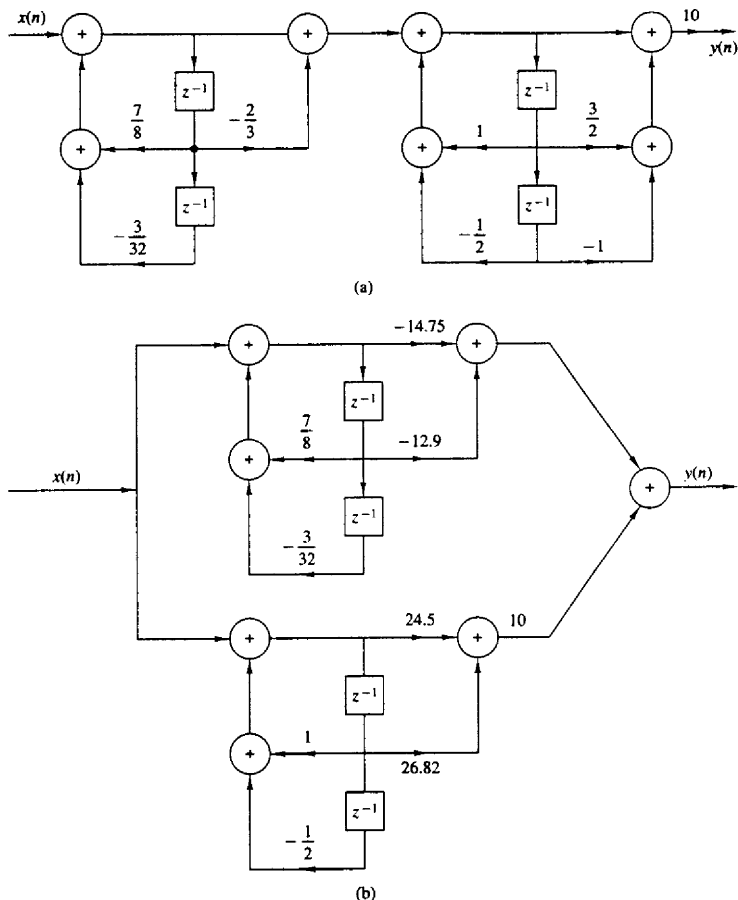 x(n)
10
y(n)
z⁻¹
7/8
-2/3
1
3/2
z⁻¹
z⁻¹
-3/32
z⁻¹
-1/2
-1
(a)
-14.75
z⁻¹
7/8
-12.9
x(n)
y(n)
z⁻¹
-3/32
24.5
10
z⁻¹
1
26.82
z⁻¹
-1/2
(b)
+
+
+
+
+
+
+
+
+
+
+
+
+
+